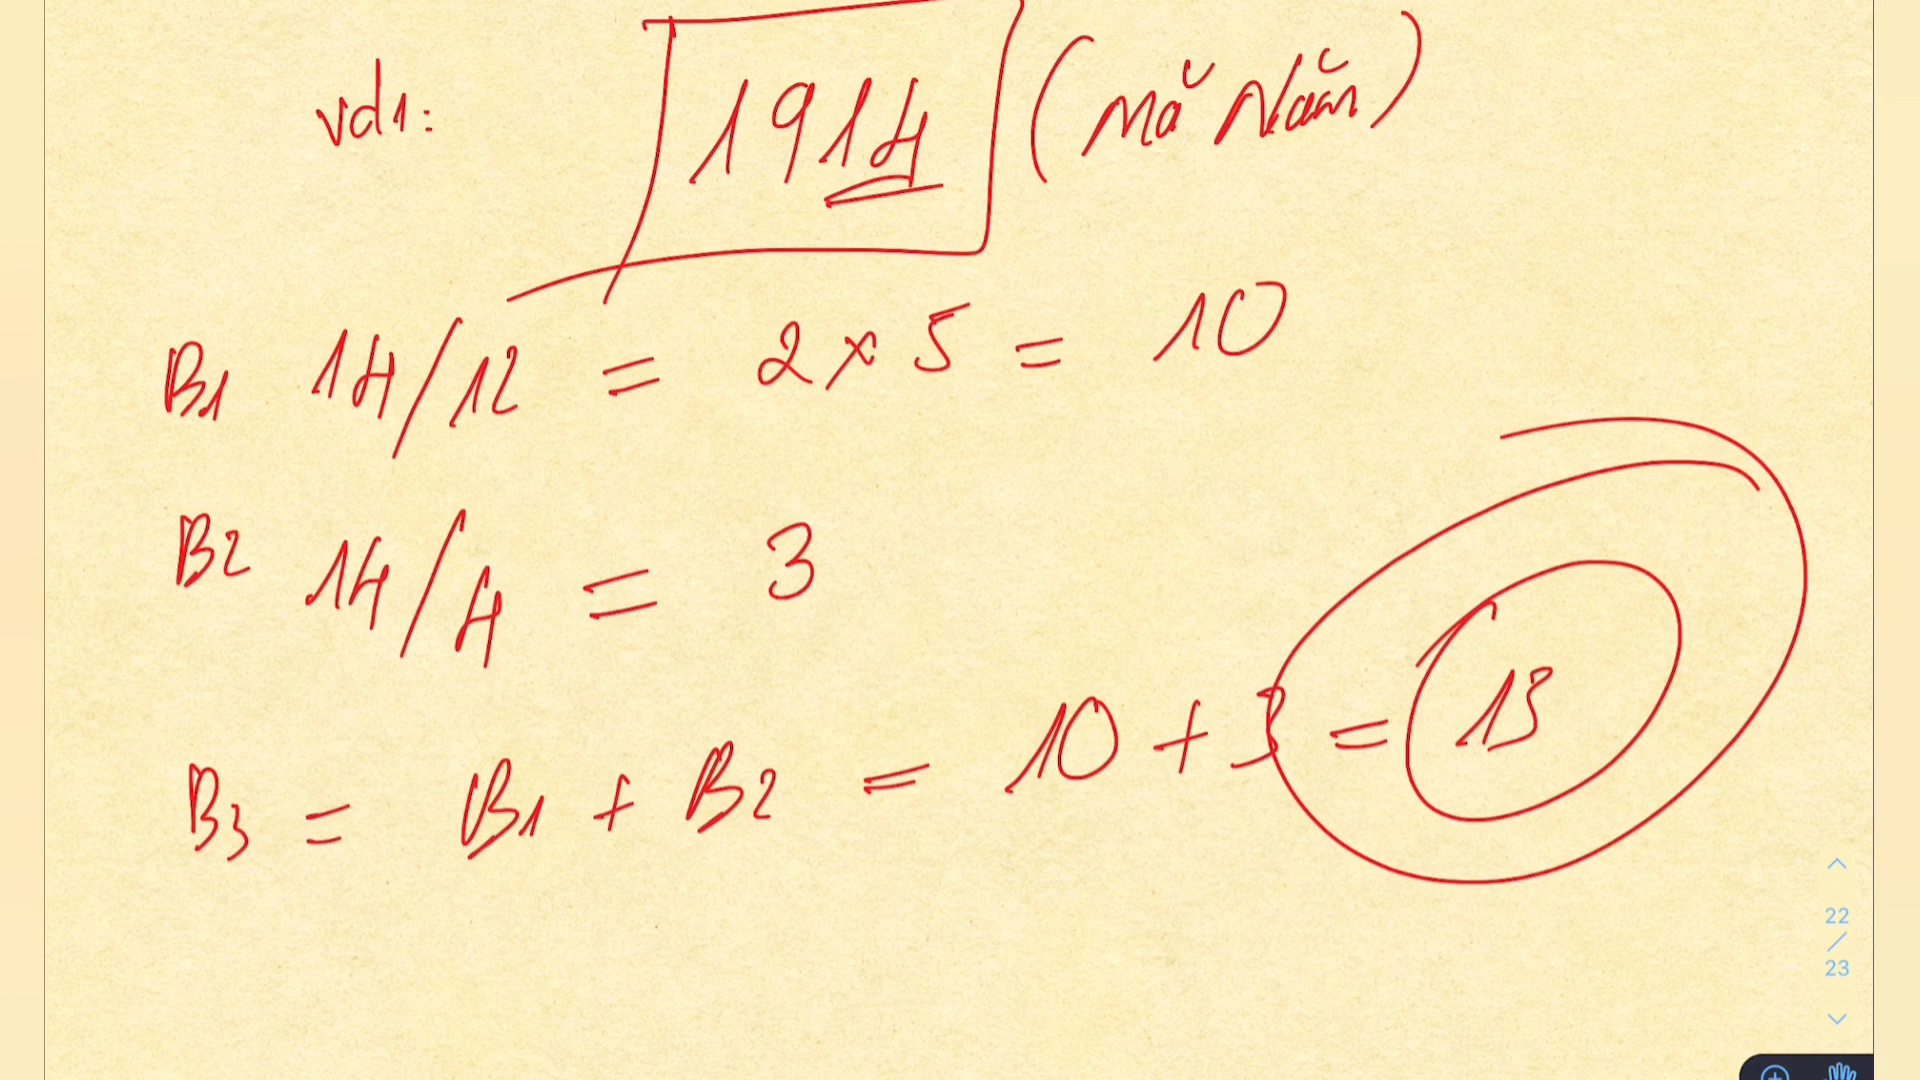 vd1: 1914 (Mã Năm)
B1 14/12 = 2 x 5 = 10
B2 14/4 = 3
B3 = B1 + B2 = 10 + 3 = 13
22
/
23